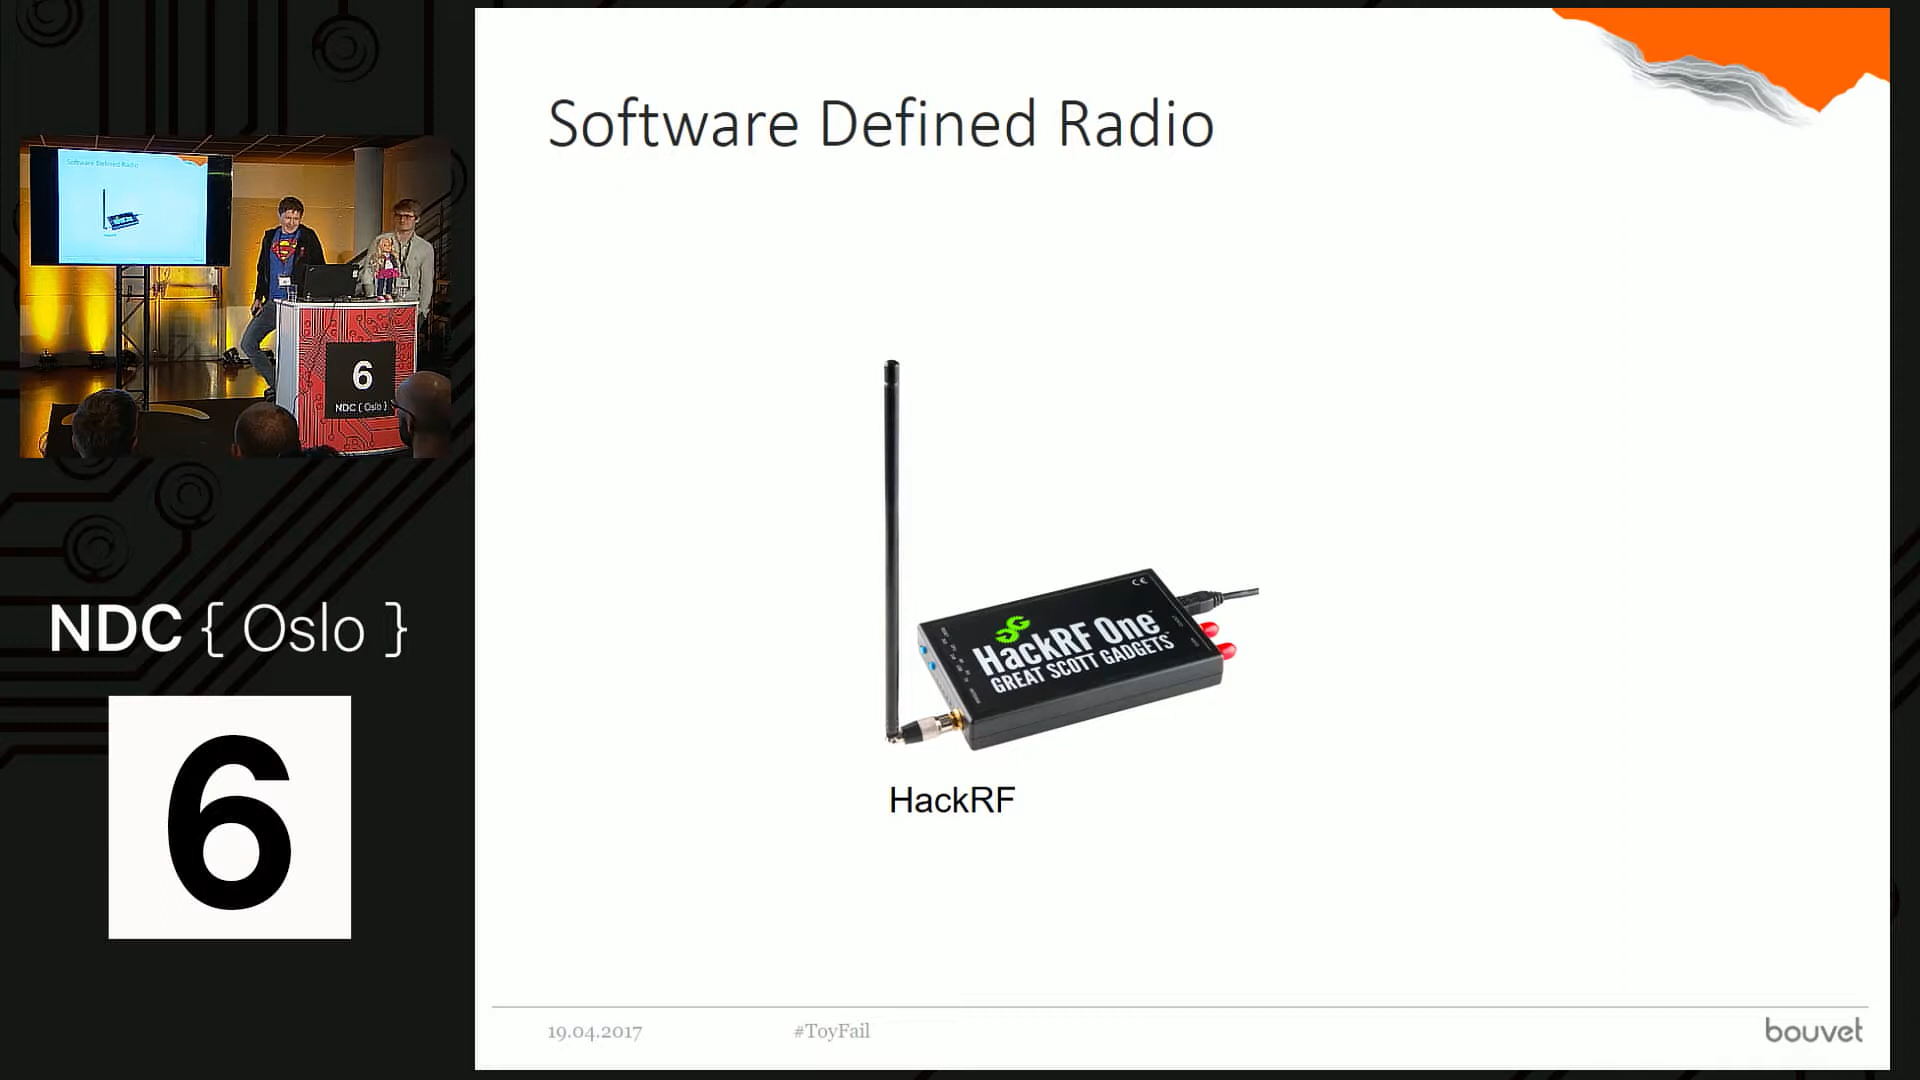 Software Defined Radio
Software Defined Radio
6
NDC { Oslo }
HackRF One
GREAT SCOTT GADGETS
HackRF
NDC { Oslo }
6
19.04.2017
#ToyFail
bouvet